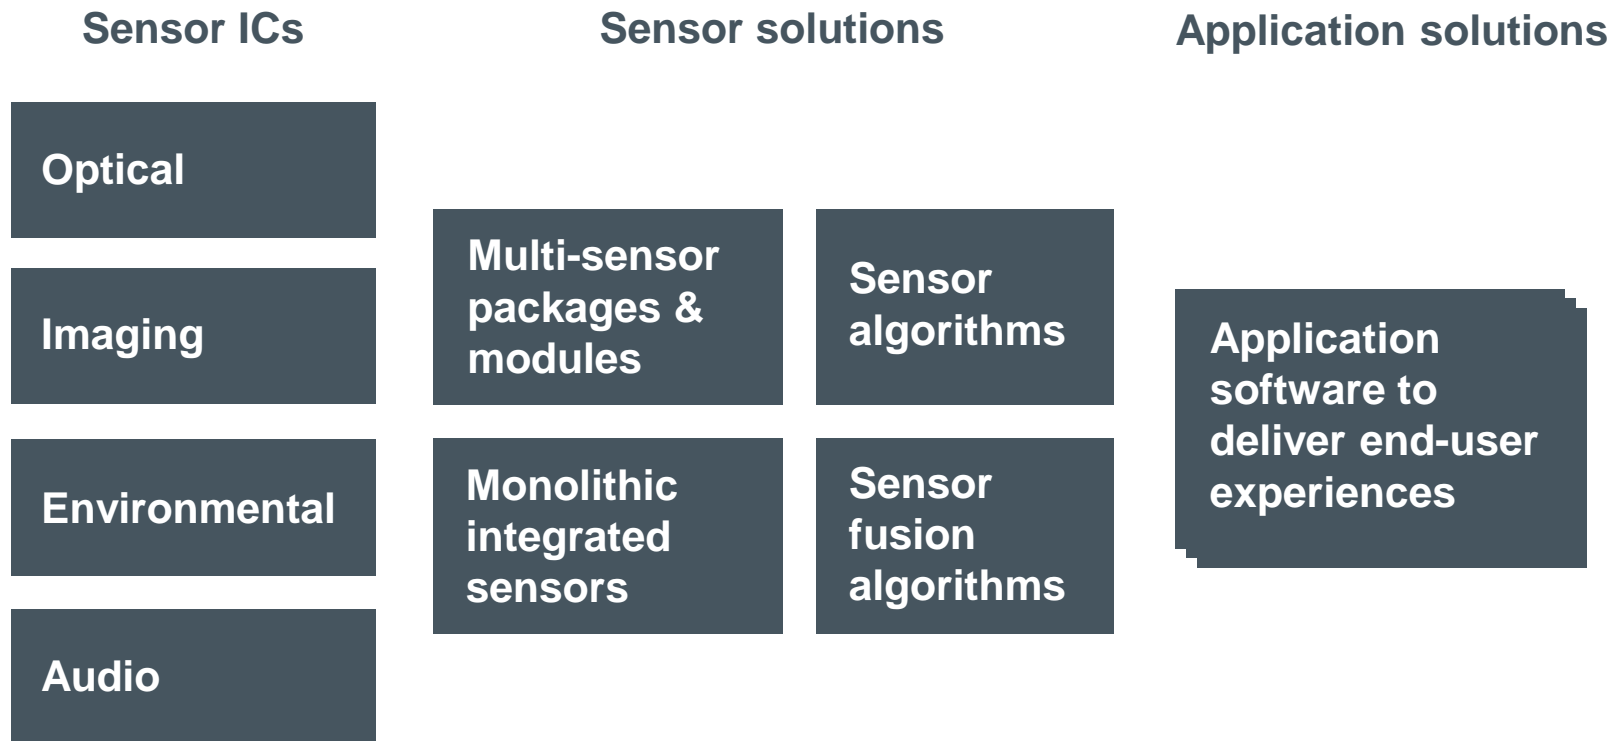 Sensor ICs
Sensor solutions
Application solutions
Optical
Imaging
Environmental
Audio
Multi-sensor
packages &
modules
Sensor
algorithms
Monolithic
integrated
sensors
Sensor
fusion
algorithms
Application
software to
deliver end-user
experiences